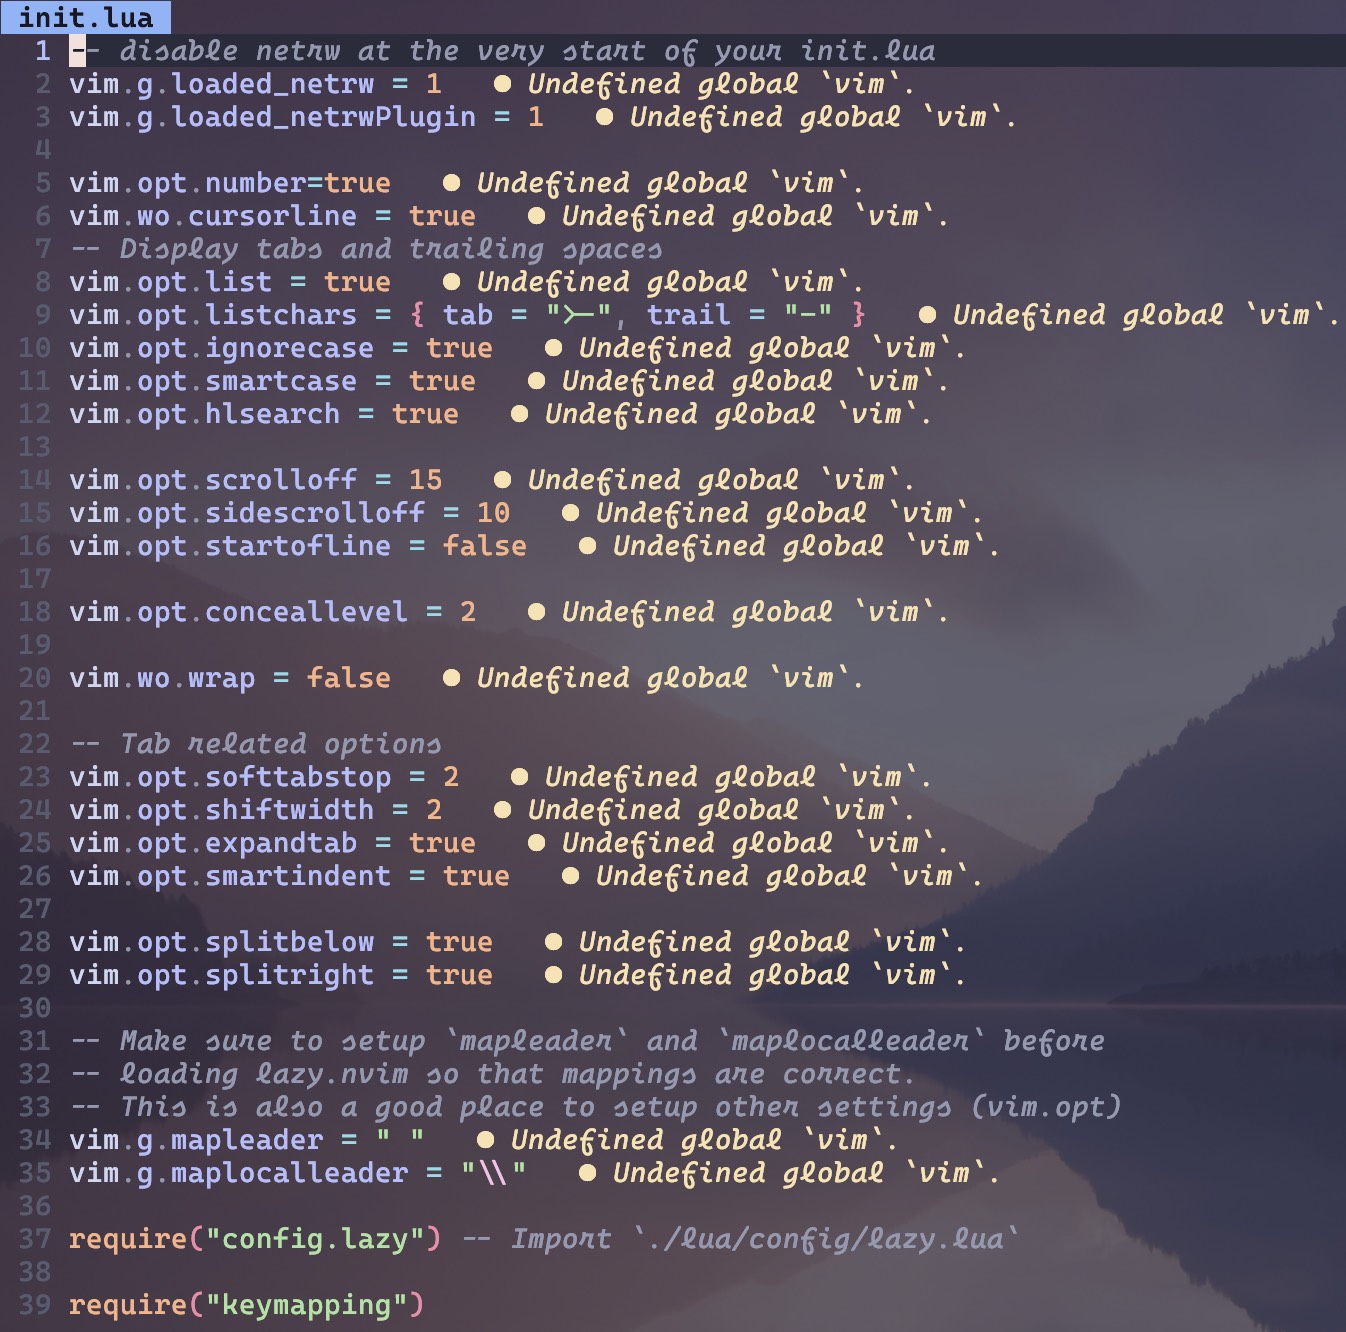 init.lua
1 -- disable netrw at the very start of your init.lua
2 vim.g.loaded_netrw = 1 ● Undefined global `vim`.
3 vim.g.loaded_netrwPlugin = 1 ● Undefined global `vim`.
4
5 vim.opt.number=true ● Undefined global `vim`.
6 vim.wo.cursorline = true ● Undefined global `vim`.
7 -- Display tabs and trailing spaces
8 vim.opt.list = true ● Undefined global `vim`.
9 vim.opt.listchars = { tab = ">-", trail = "-" } ● Undefined global `vim`.
10 vim.opt.ignorecase = true ● Undefined global `vim`.
11 vim.opt.smartcase = true ● Undefined global `vim`.
12 vim.opt.hlsearch = true ● Undefined global `vim`.
13
14 vim.opt.scrolloff = 15 ● Undefined global `vim`.
15 vim.opt.sidescrolloff = 10 ● Undefined global `vim`.
16 vim.opt.startofline = false ● Undefined global `vim`.
17
18 vim.opt.conceallevel = 2 ● Undefined global `vim`.
19
20 vim.wo.wrap = false ● Undefined global `vim`.
21
22 -- Tab related options
23 vim.opt.softtabstop = 2 ● Undefined global `vim`.
24 vim.opt.shiftwidth = 2 ● Undefined global `vim`.
25 vim.opt.expandtab = true ● Undefined global `vim`.
26 vim.opt.smartindent = true ● Undefined global `vim`.
27
28 vim.opt.splitbelow = true ● Undefined global `vim`.
29 vim.opt.splitright = true ● Undefined global `vim`.
30
31 -- Make sure to setup `mapleader` and `maplocalleader` before
32 -- loading lazy.nvim so that mappings are correct.
33 -- This is also a good place to setup other settings (vim.opt)
34 vim.g.mapleader = " " ● Undefined global `vim`.
35 vim.g.maplocalleader = "\\" ● Undefined global `vim`.
36
37 require("config.lazy") -- Import `./lua/config/lazy.lua`
38
39 require("keymapping")